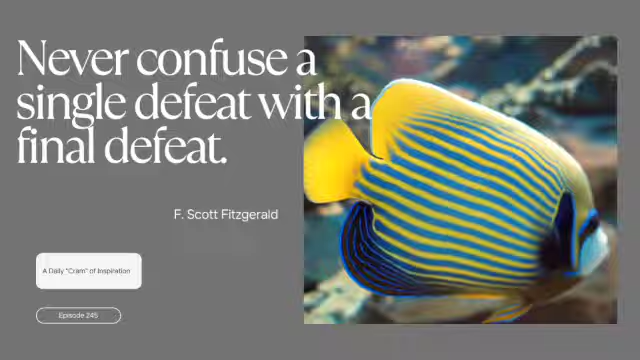 Never confuse a
single defeat with a
final defeat.
F. Scott Fitzgerald
A Daily "Cram" of Inspiration
Episode 245